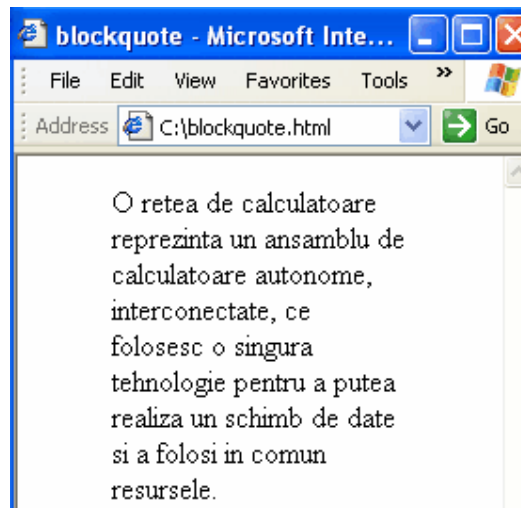 blockquote - Microsoft Inte...
File Edit View Favorites Tools »
Address C:\blockquote.html Go
O retea de calculatoare
reprezinta un ansamblu de
calculatoare autonome,
interconectate, ce
folosesc o singura
tehnologie pentru a putea
realiza un schimb de date
si a folosi in comun
resursele.